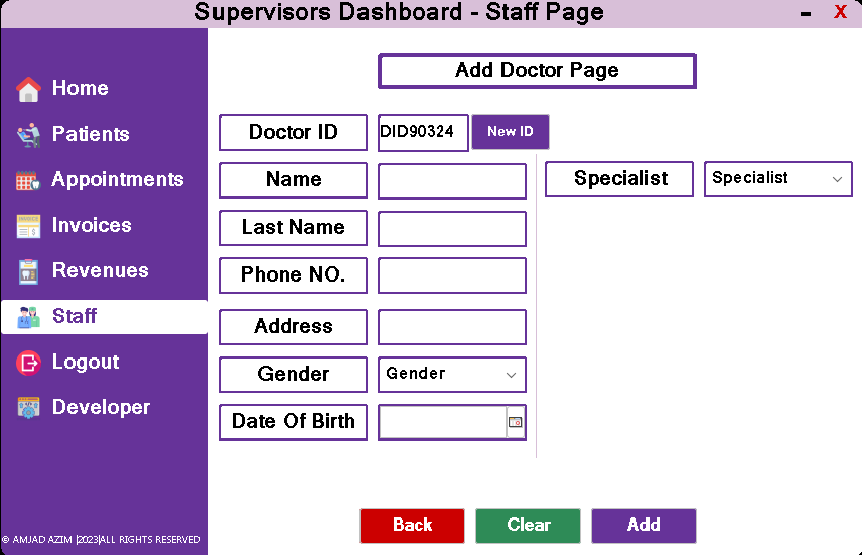 Supervisors Dashboard - Staff Page
X
Home
Patients
Appointments
Invoices
Revenues
Staff
Logout
Developer
© AMJAD AZIMI |2023|ALL RIGHTS RESERVED
Add Doctor Page
Doctor ID DID90324 New ID
Name
Specialist Specialist
Last Name
Phone NO.
Address
Gender Gender
Date Of Birth
Back Clear Add